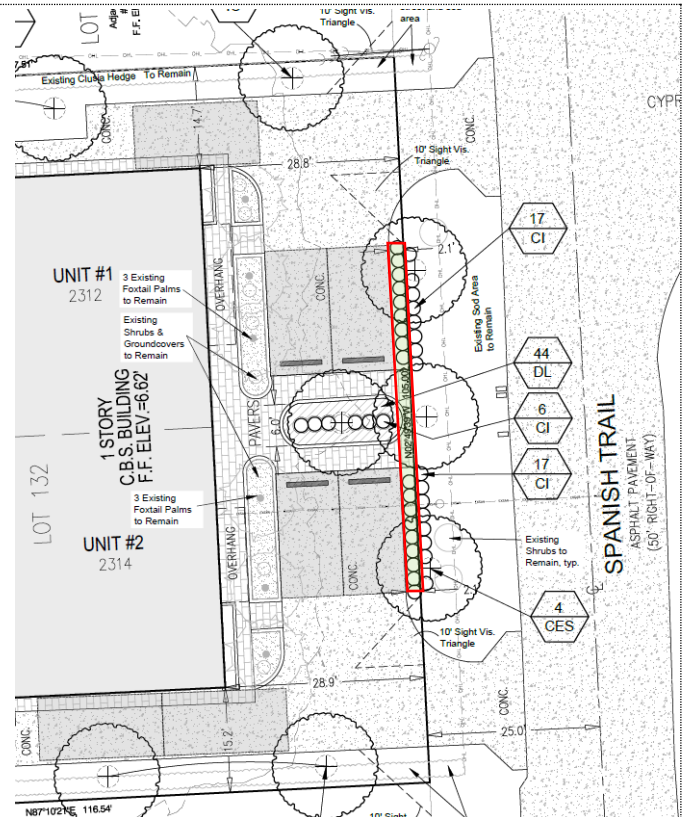 LOT
Adja
#
F.F. El
10' Sight Vis.
Triangle
area
Existing Clusia Hedge To Remain
CONC.
14.7'
28.8'
CONC.
10' Sight Vis.
Triangle
CYPR
17
CI
2.1'
UNIT #1
2312
3 Existing
Foxtail Palms
to Remain
OVERHANG
CONC.
Existing Sod Area
to Remain
Existing
Shrubs &
Groundcovers
to Remain
44
DL
1 STORY
C.B.S. BUILDING
F.F. ELEV.=6.62'
PAVERS
6.0'
6
CI
17
CI
LOT 132
3 Existing
Foxtail Palms
to Remain
UNIT #2
2314
OVERHANG
CONC.
Existing
Shrubs to
Remain, typ.
SPANISH TRAIL
ASPHALT PAVEMENT
(50' RIGHT-OF-WAY)
4
CES
10' Sight Vis.
Triangle
28.9'
CONC.
25.0'
CONC.
15.2'
N87°10'21"E 116.54'
10' Sight